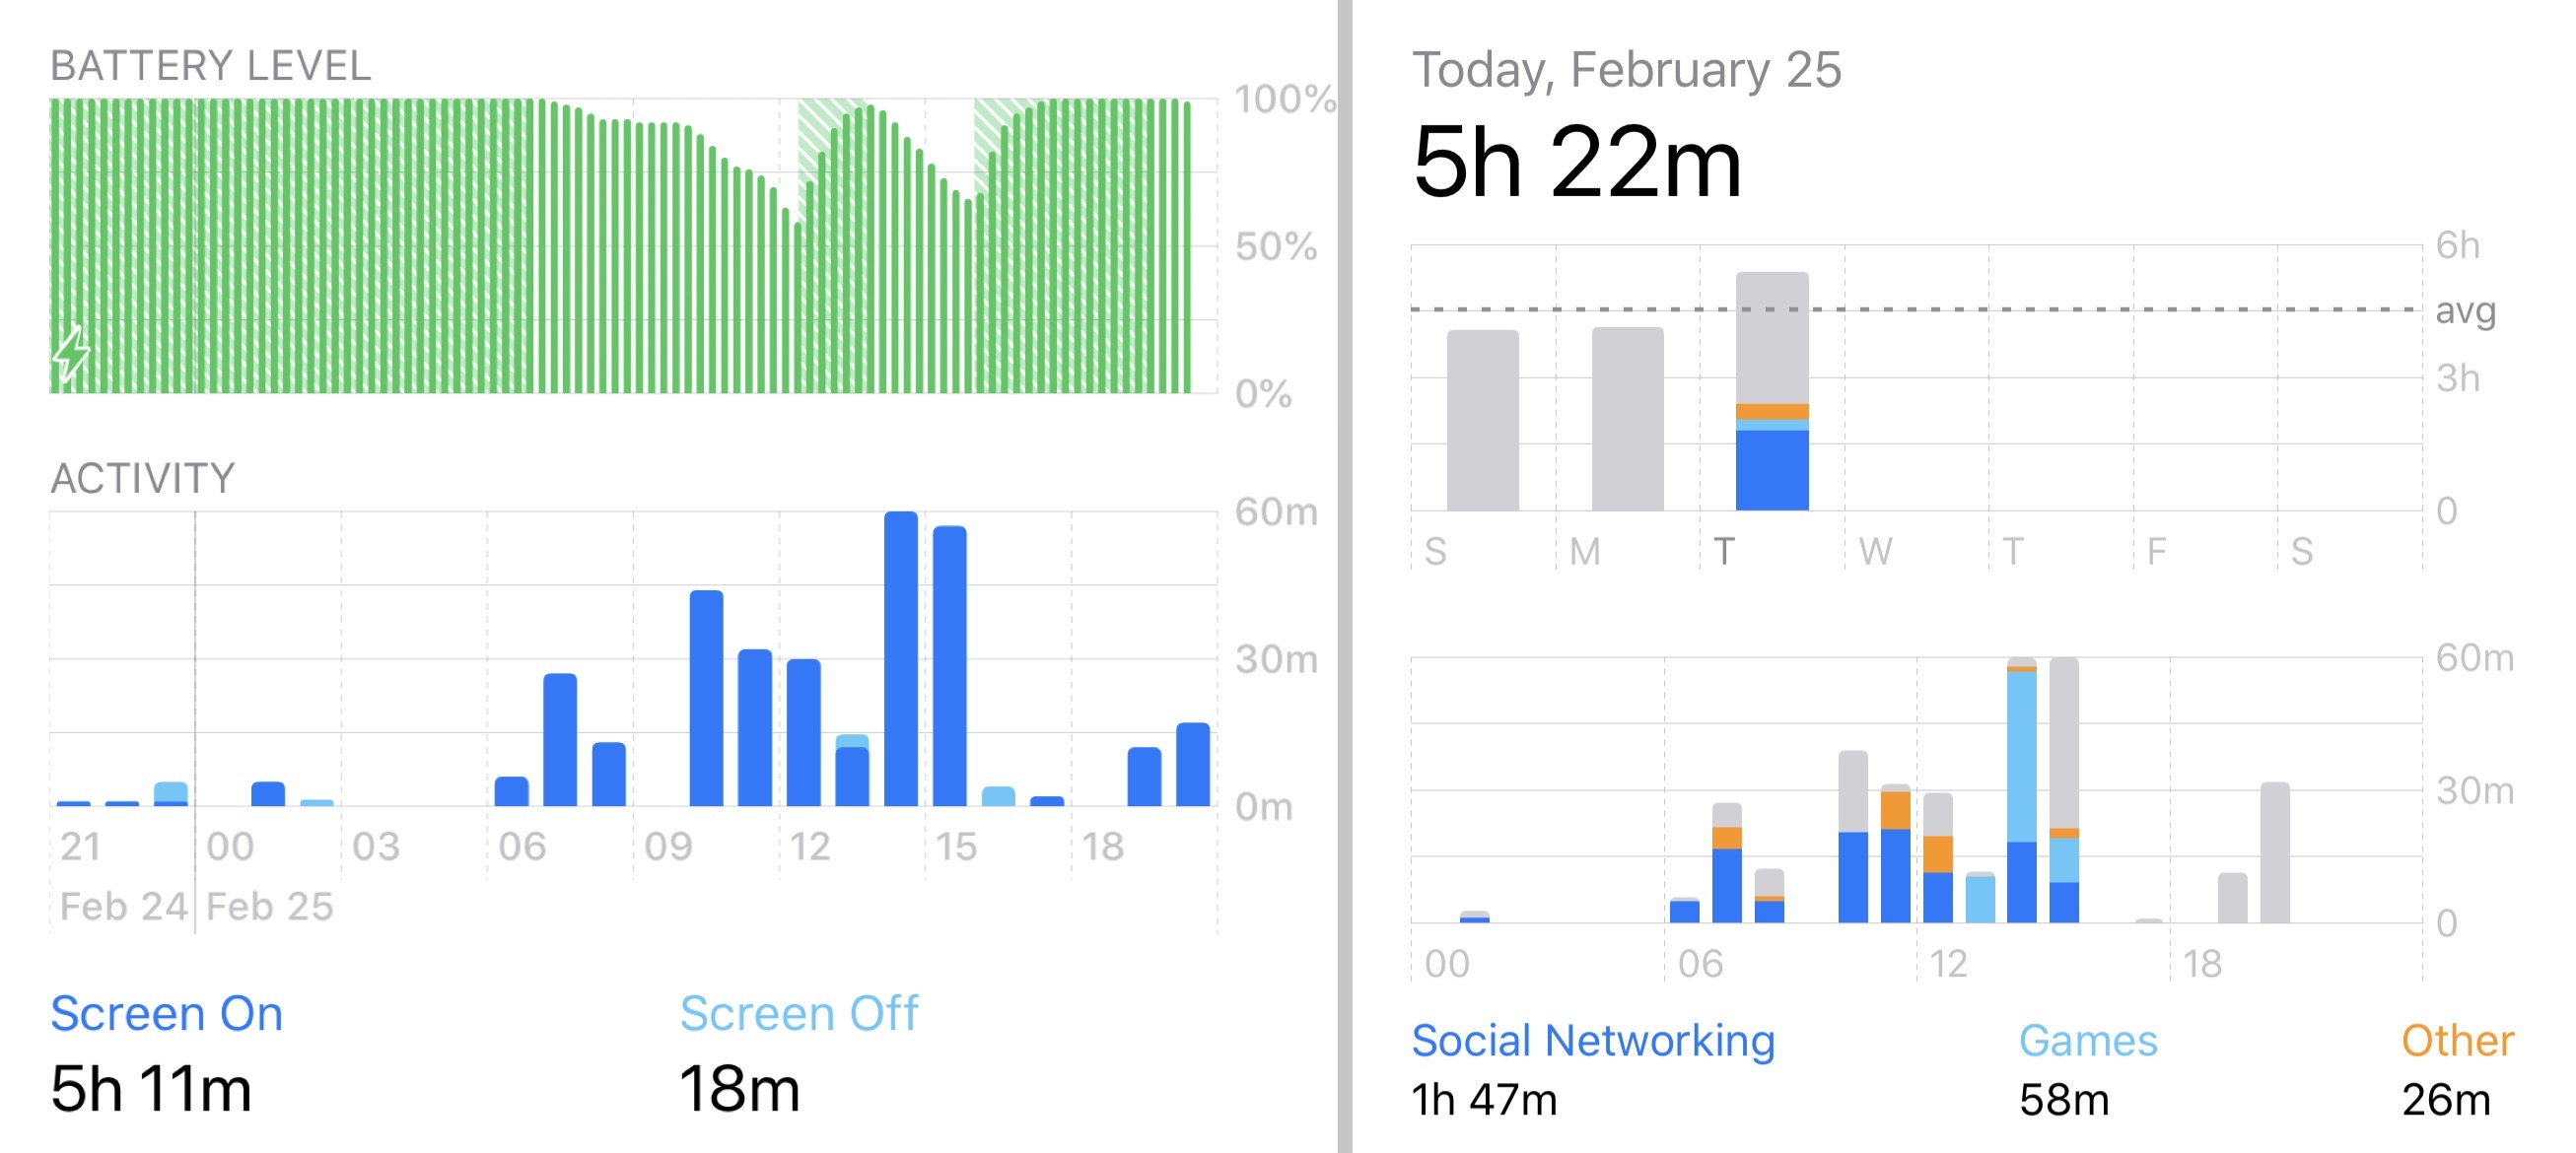 BATTERY LEVEL
100%
50%
0%
ACTIVITY
60m
30m
0m
21 00 03 06 09 12 15 18
Feb 24 Feb 25
Screen On Screen Off
5h 11m 18m
Today, February 25
5h 22m
6h
avg
3h
0
S M T W T F S
60m
30m
0
00 06 12 18
Social Networking Games Other
1h 47m 58m 26m